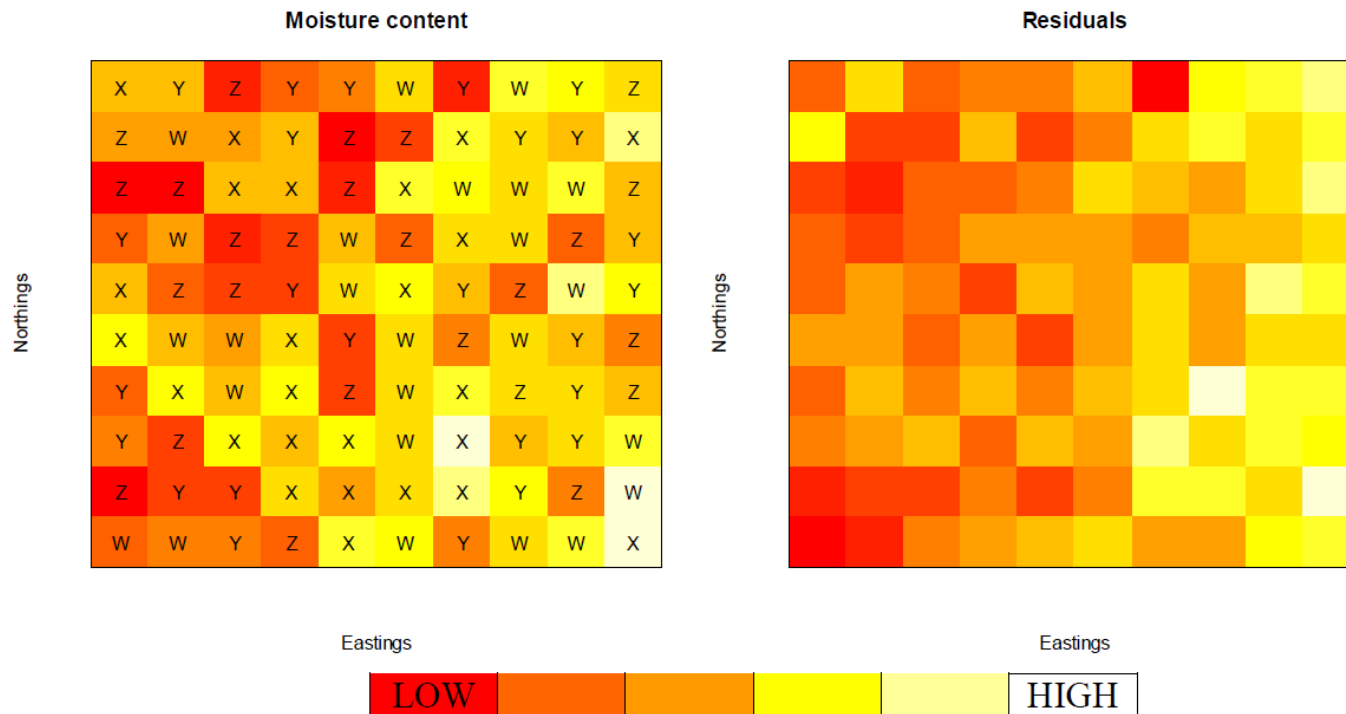 Moisture content
Residuals
X Y Z Y Y W Y W Y Z
Z W X Y Z Z X Y Y X
Z Z X X Z X W W W Z
Y W Z Z W Z X W Z Y
X Z Z Y W X Y Z W Y
X W W X Y W Z W Y Z
Y X W X Z W X Z Y Z
Y Z X X X W X Y Y W
Z Y Y X X X X Y Z W
W W Y Z X W Y W W X
Northings
Northings
Eastings
Eastings
LOW
HIGH